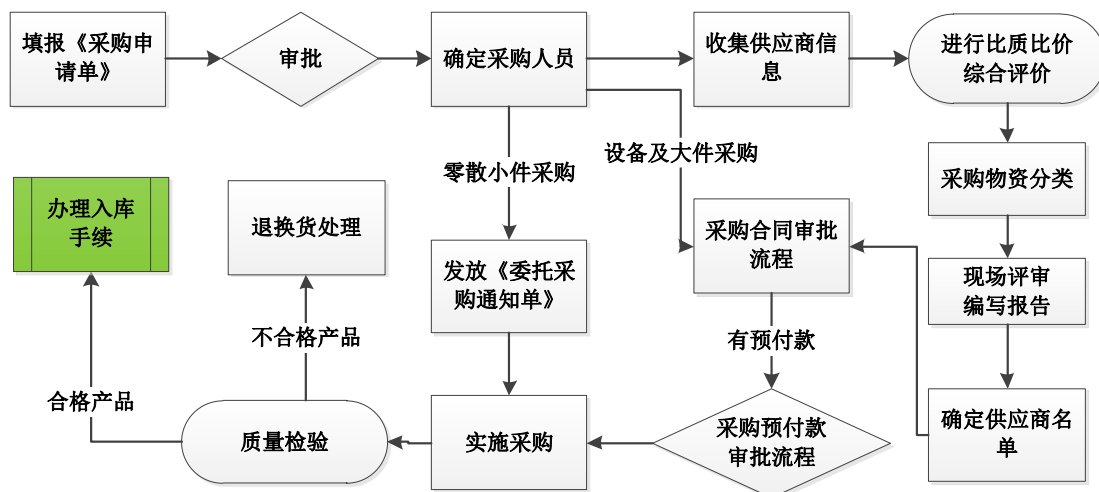 填报《采购申
请单》
审批
确定采购人员
收集供应商信
息
进行比质比价
综合评价
设备及大件采购
零散小件采购
采购物资分类
办理入库
手续
退换货处理
采购合同审批
流程
发放《委托采
购通知单》
现场评审
编写报告
不合格产品
有预付款
合格产品
质量检验
实施采购
采购预付款
审批流程
确定供应商名
单